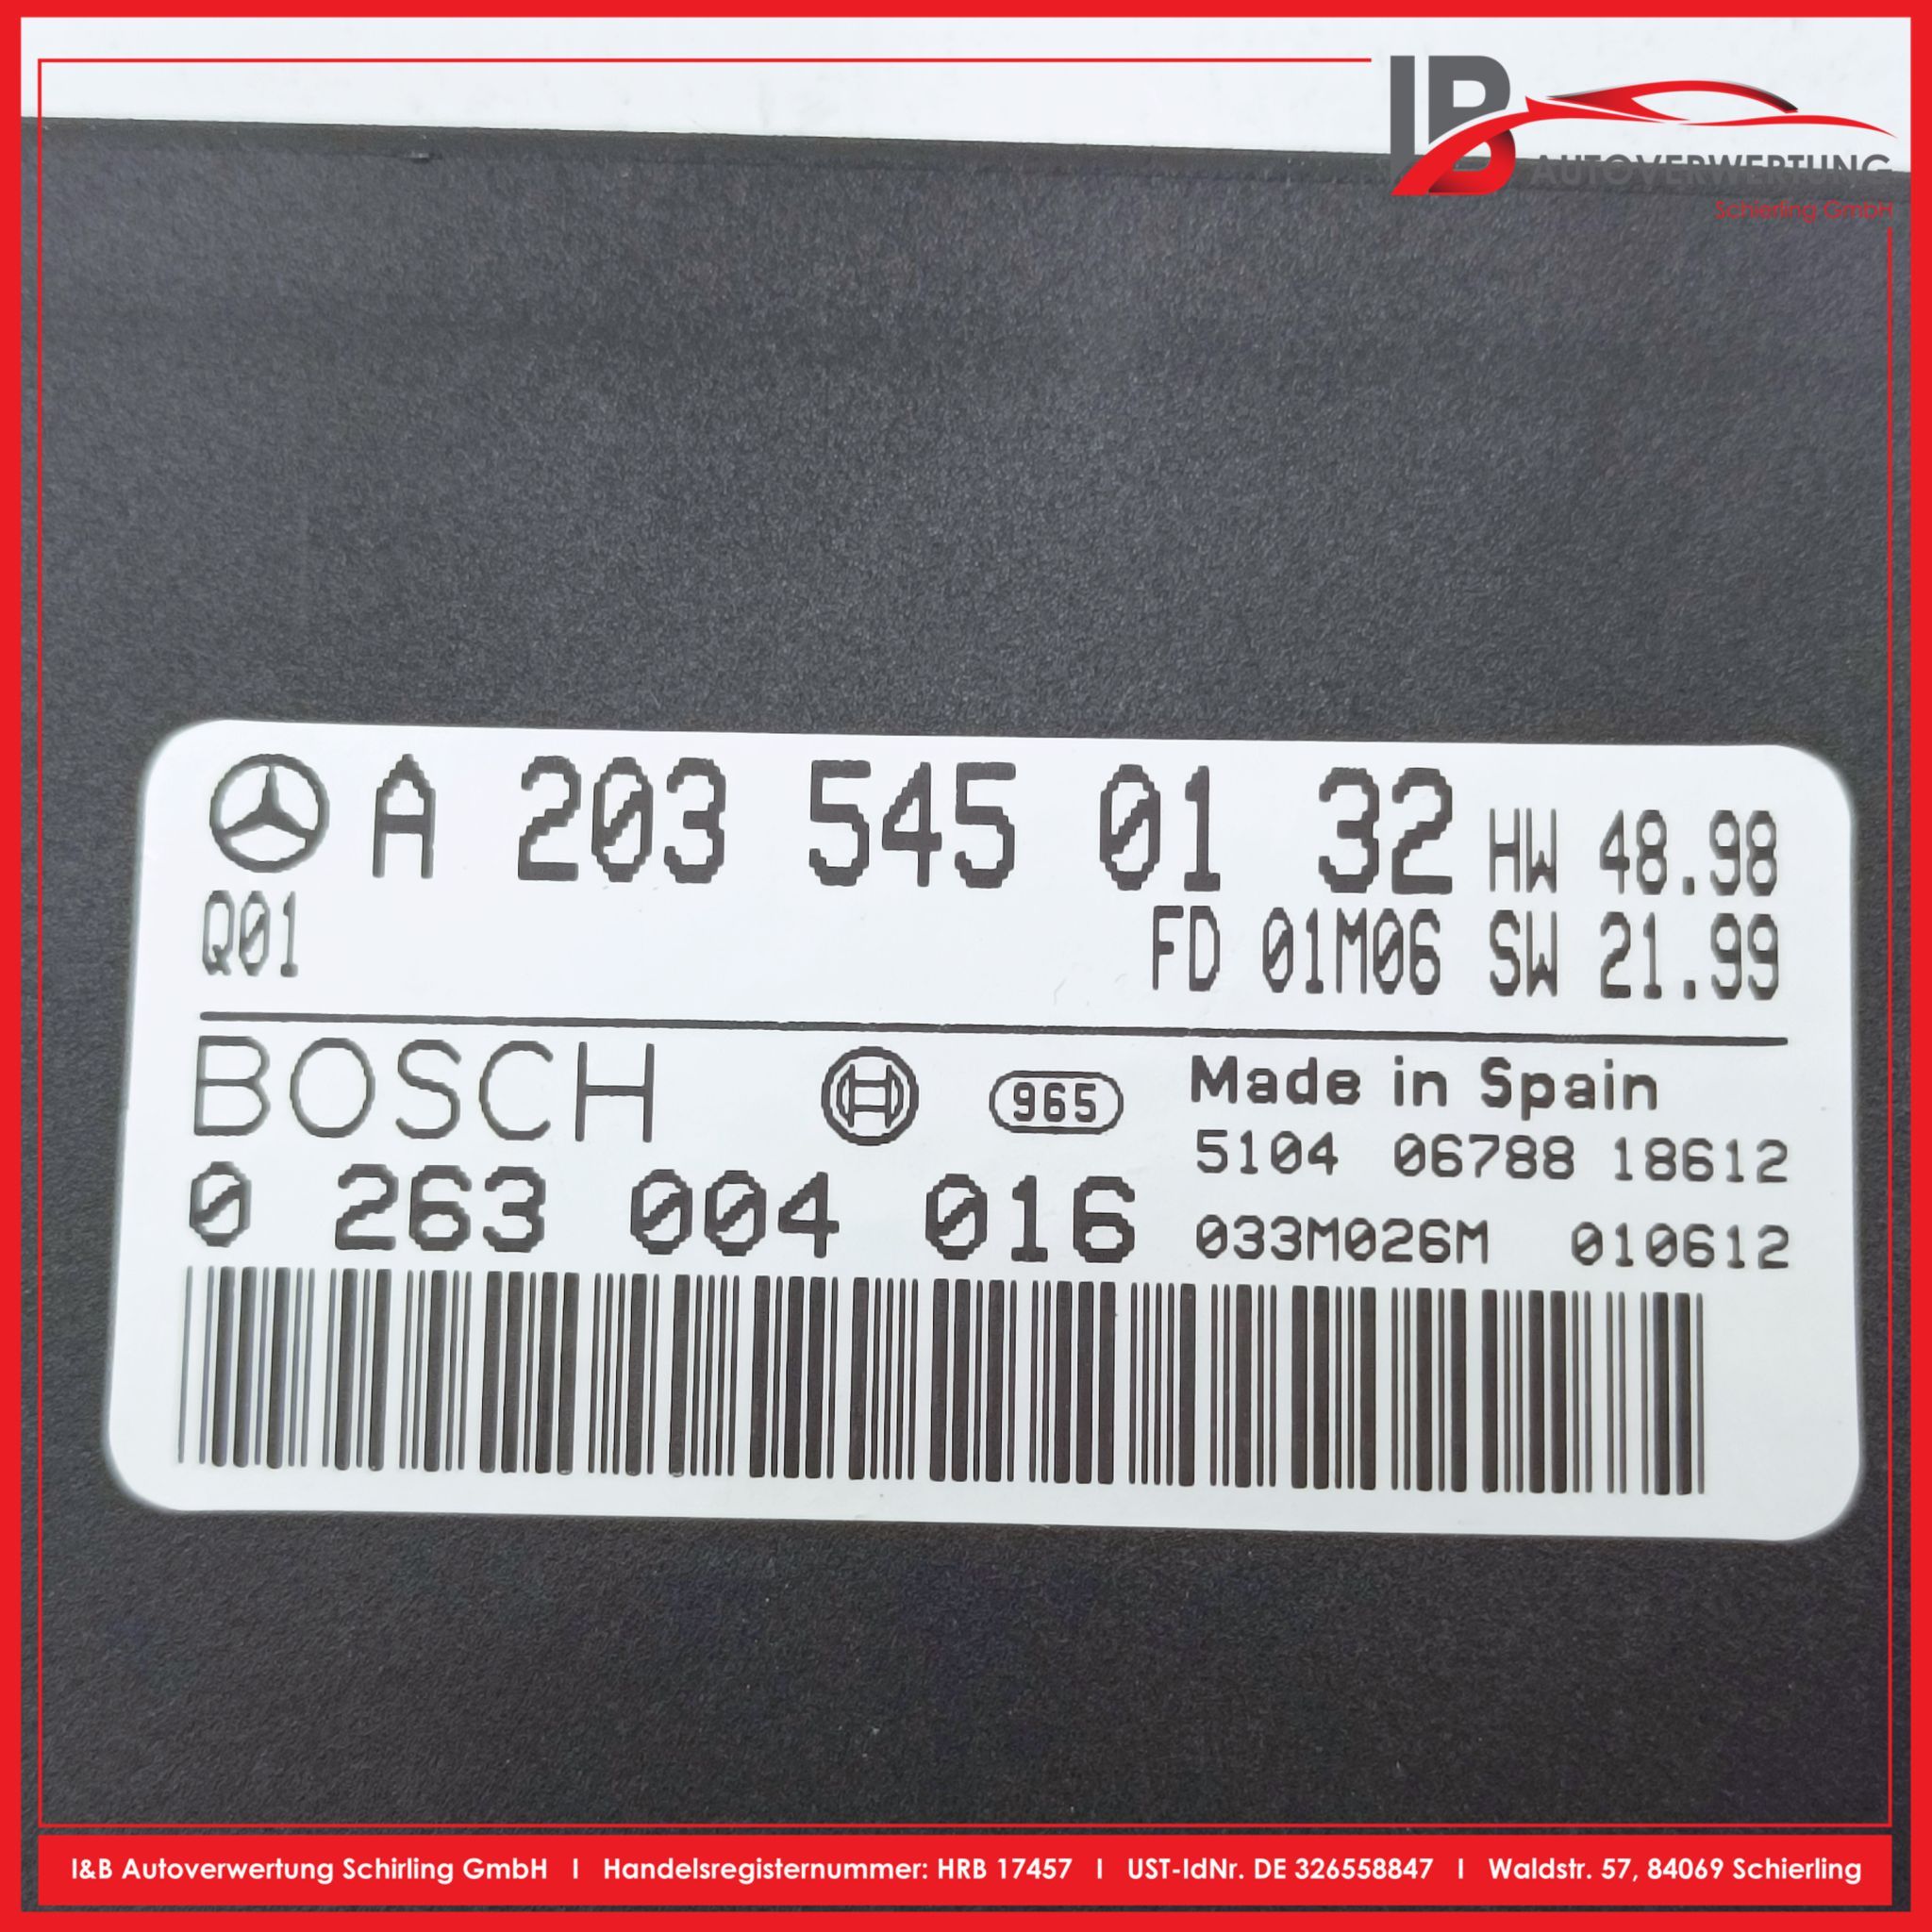 IB
AUTOVERWERTUNG
Schierling GmbH
A 203 545 01 32 HW 48.98
Q01 FD 01M06 SW 21.99
BOSCH 965 Made in Spain
5104 06788 18612
0 263 004 016 033M026M 010612
I&B Autoverwertung Schirling GmbH I Handelsregisternummer: HRB 17457 I UST-IdNr. DE 326558847 I Waldstr. 57, 84069 Schierling